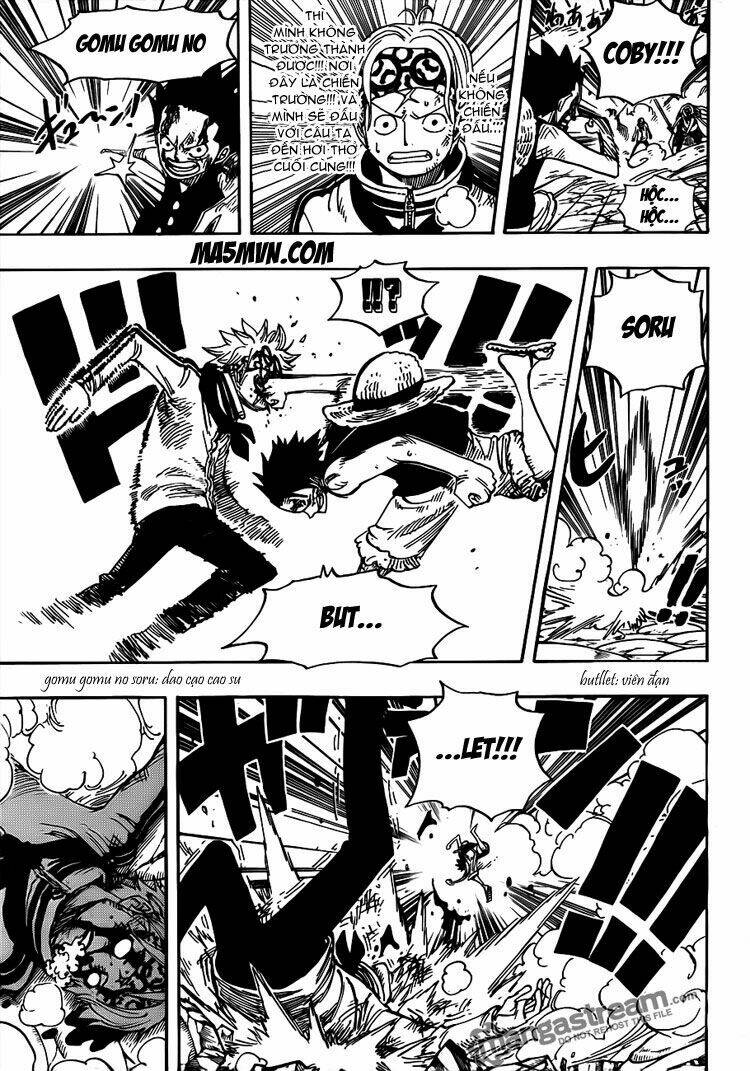 COBY!!!
HỘC...
HỘC...
NẾU
KHÔNG
CHIẾN
ĐẤU...
THÌ
MÌNH KHÔNG
TRƯỞNG THÀNH
ĐƯỢC!!! NƠI
ĐÂY LÀ CHIẾN
TRƯỜNG!!! VÀ
MÌNH SẼ ĐẤU
VỚI CẬU TA
ĐẾN HƠI THỞ
CUỐI CÙNG!!!
GOMU GOMU NO
MA5MVN.COM
SORU
!!?
BUT...
gomu gomu no soru: dao cạo cao su
butllet: viên đạn
...LET!!!
mangastream.com
DO NOT REHOST THIS FILE